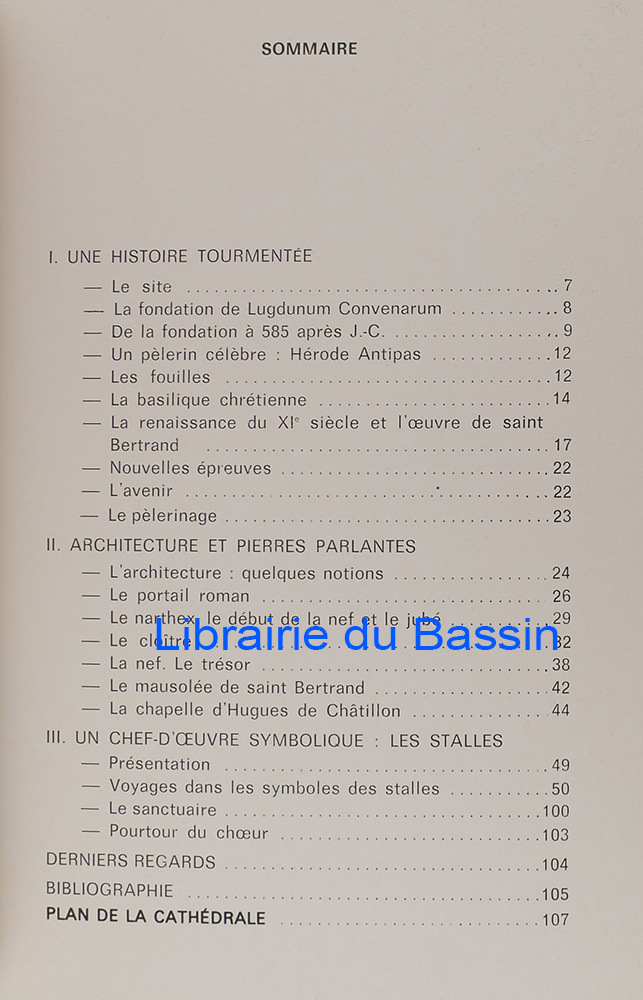 SOMMAIRE
I. UNE HISTOIRE TOURMENTÉE
— Le site ........................................ 7
— La fondation de Lugdunum Convenarum ............ 8
— De la fondation à 585 après J.-C. .................. 9
— Un pèlerin célèbre : Hérode Antipas ............. 12
— Les fouilles ................................... 12
— La basilique chrétienne ......................... 14
— La renaissance du XIe siècle et l'œuvre de saint
Bertrand ..................................... 17
— Nouvelles épreuves ............................. 22
— L'avenir ....................................... 22
— Le pèlerinage ................................... 23
II. ARCHITECTURE ET PIERRES PARLANTES
— L'architecture : quelques notions ................. 24
— Le portail roman ................................ 26
— Le narthex, le début de la nef et le jubé ........... 29
Librairie du Bassin
— Le cloître ...................................... 32
— La nef. Le trésor ............................... 38
— Le mausolée de saint Bertrand ................... 42
— La chapelle d'Hugues de Châtillon ............... 44
III. UN CHEF-D'ŒUVRE SYMBOLIQUE : LES STALLES
— Présentation ................................... 49
— Voyages dans les symboles des stalles ........... 50
— Le sanctuaire .................................. 100
— Pourtour du chœur ............................. 103
DERNIERS REGARDS ................................ 104
BIBLIOGRAPHIE .................................... 105
PLAN DE LA CATHÉDRALE ........................... 107